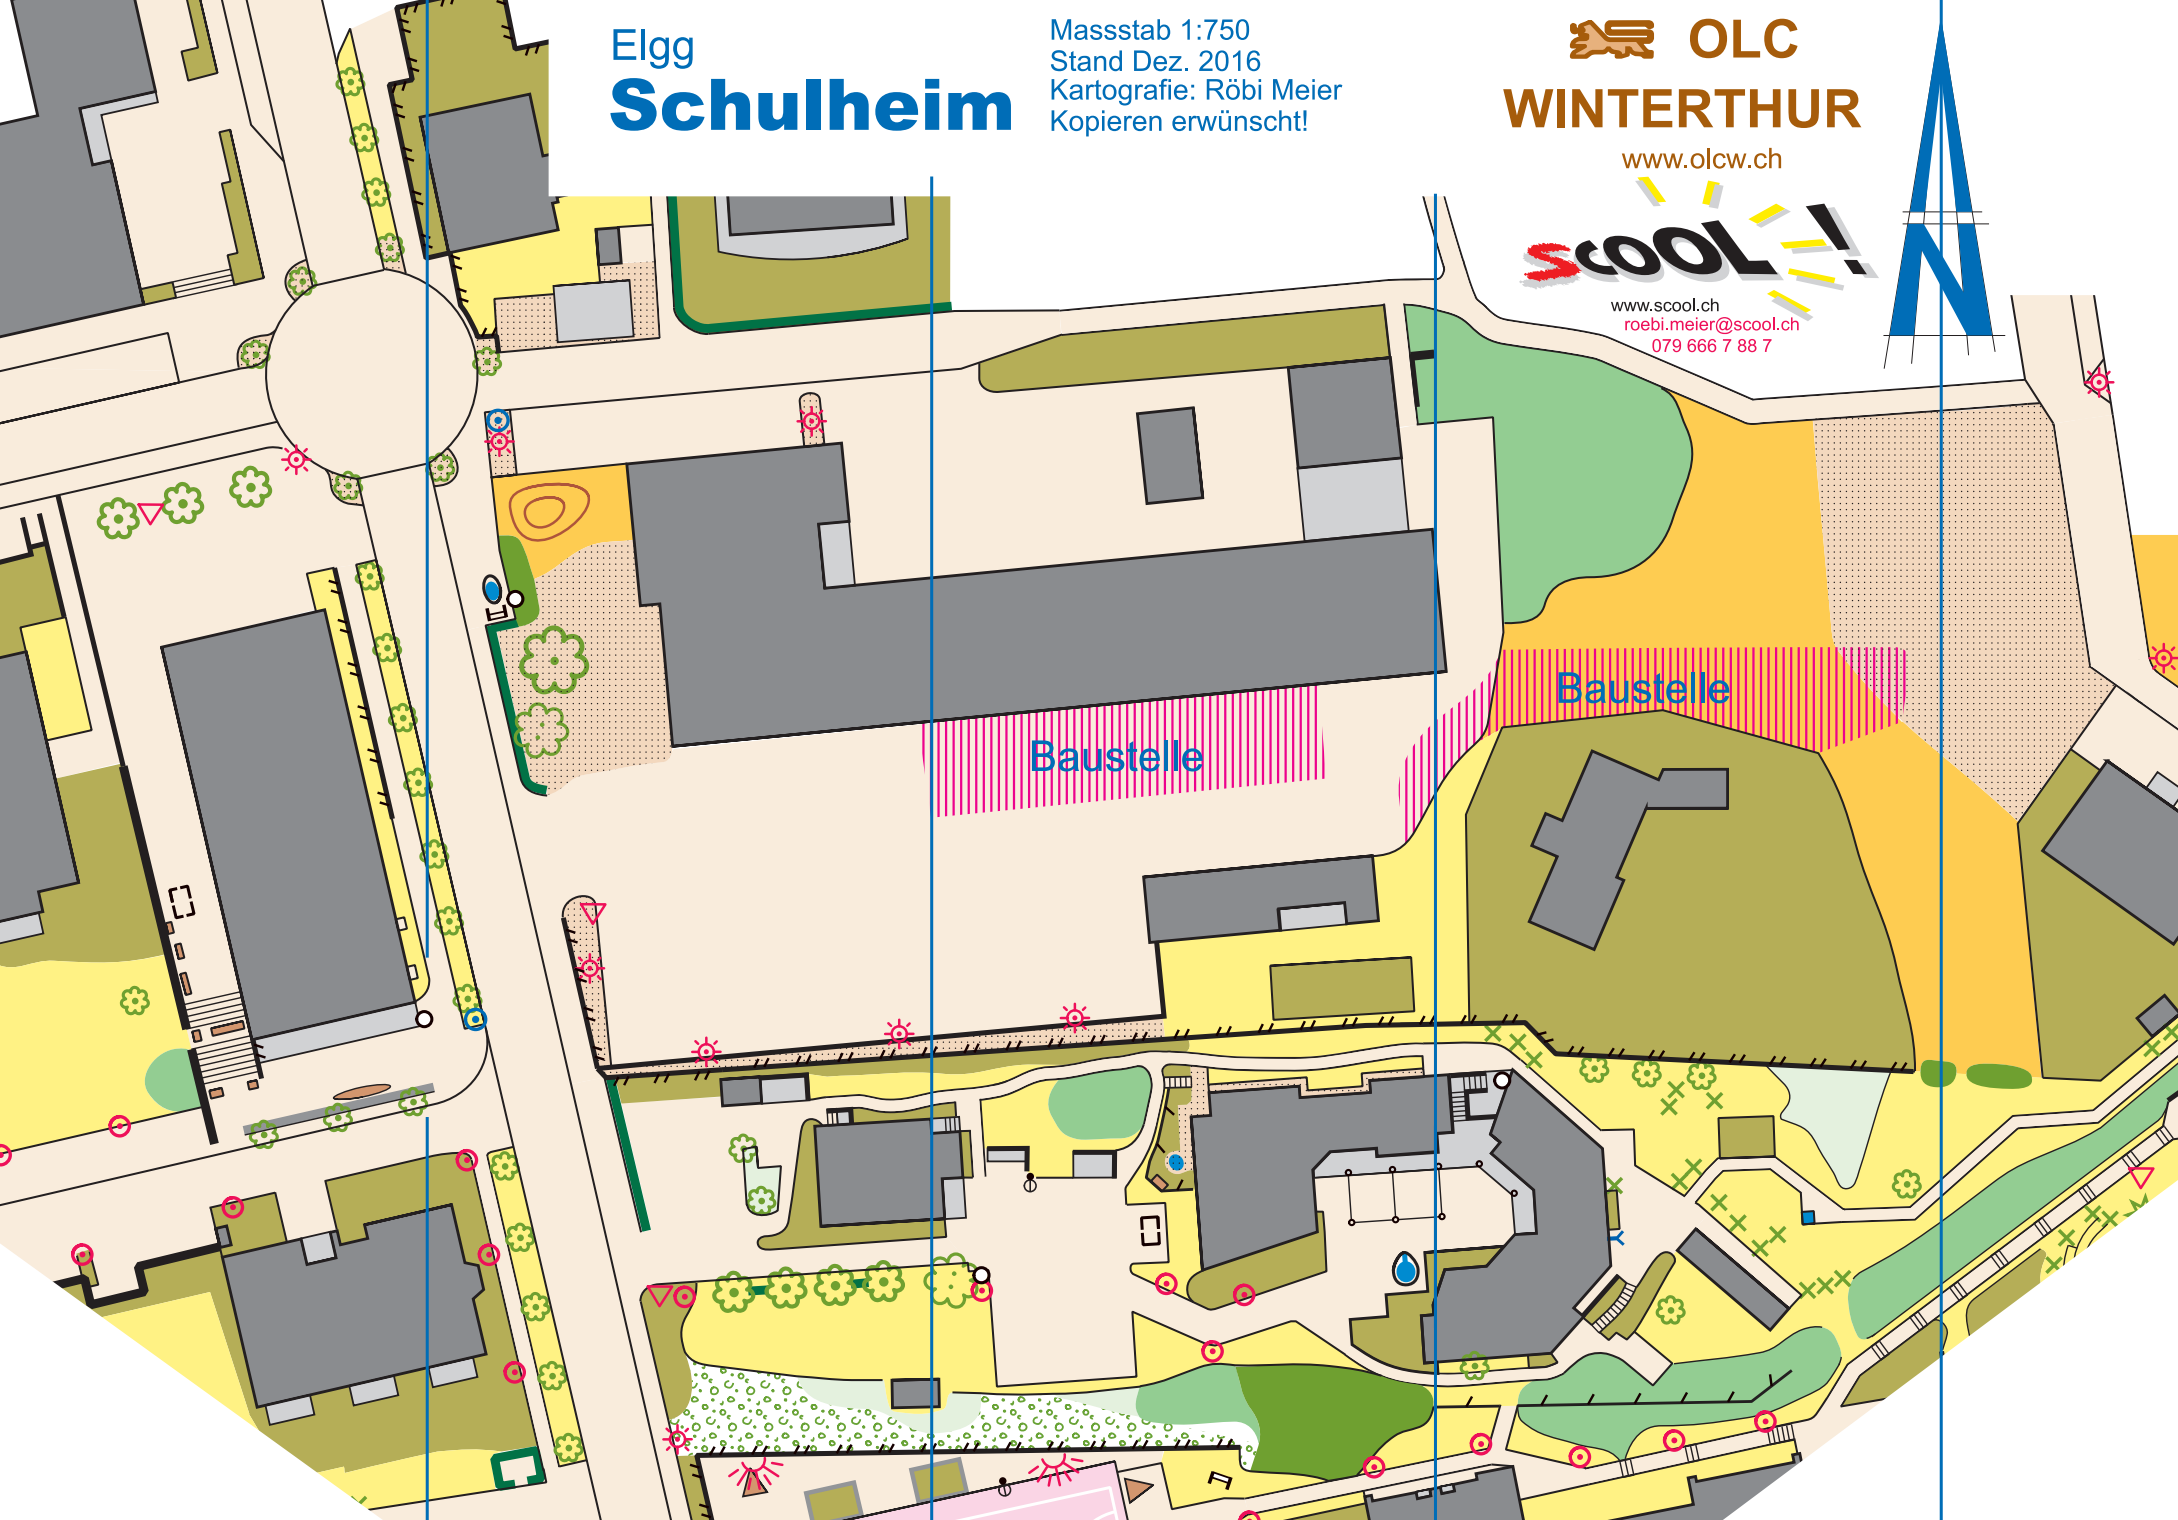 Elgg
Schulheim
Massstab 1:750
Stand Dez. 2016
Kartografie: Röbi Meier
Kopieren erwünscht!
OLC
WINTERTHUR
www.olcw.ch
scool!
www.scool.ch
roebi.meier@scool.ch
079 666 7 88 7
N
Baustelle
Baustelle